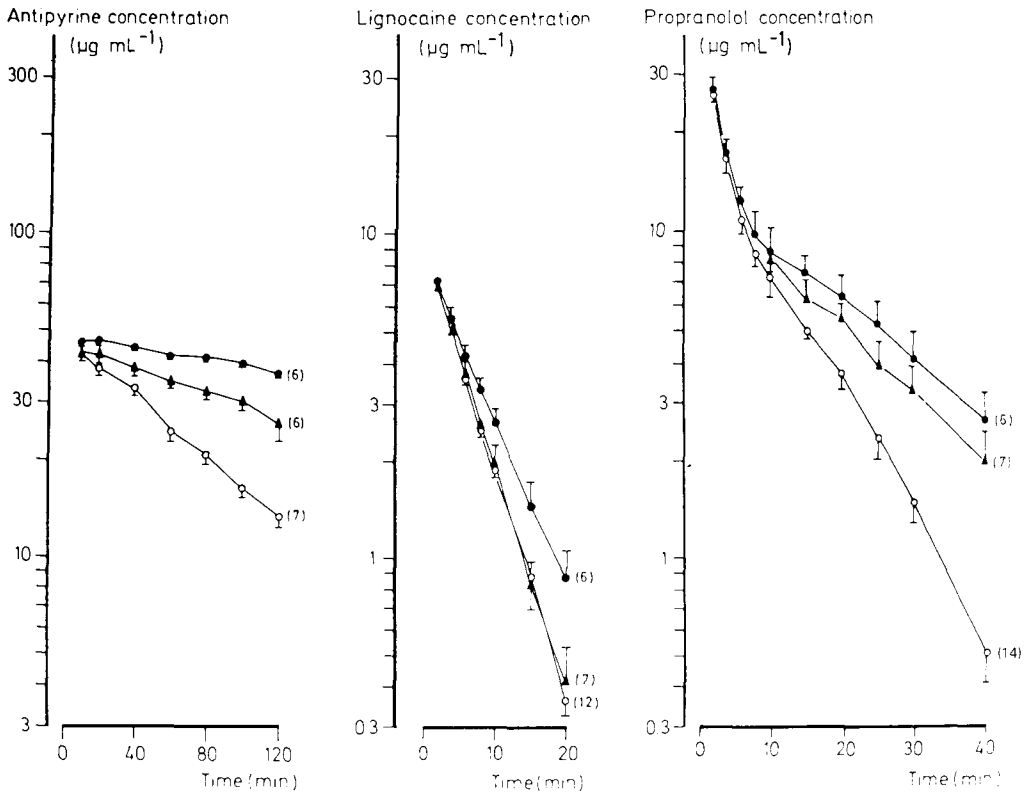 Antipyrine concentration
(µg mL⁻¹)
300
100
30
10
3
(6)
(6)
(7)
0 40 80 120
Time (min)
Lignocaine concentration
(µg mL⁻¹)
30
10
3
1
0.3
(6)
(7)
(12)
0 10 20
Time (min)
Propranolol concentration
(µg mL⁻¹)
30
10
3
1
0.3
(6)
(7)
(14)
0 10 20 30 40
Time (min)